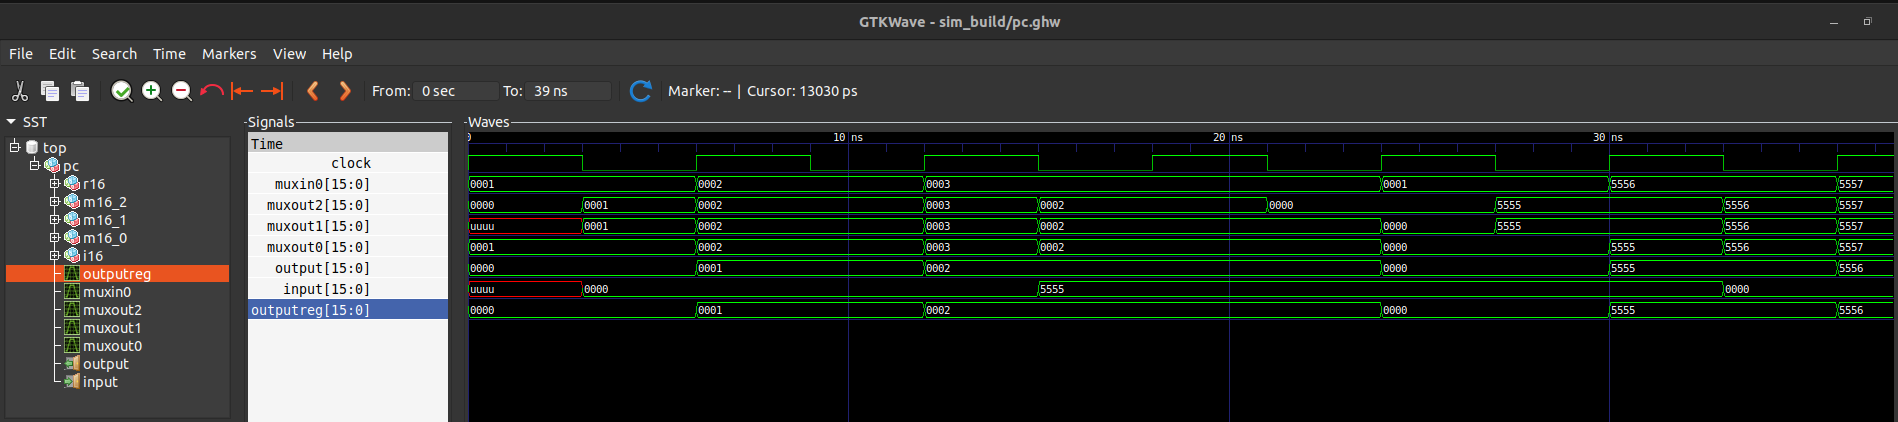 GTKWave - sim_build/pc.ghw
File Edit Search Time Markers View Help
From: 0 sec To: 39 ns Marker: -- | Cursor: 13030 ps
SST
top
pc
r16
m16_2
m16_1
m16_0
i16
outputreg
muxin0
muxout2
muxout1
muxout0
output
input
Signals
Time
clock
muxin0[15:0]
muxout2[15:0]
muxout1[15:0]
muxout0[15:0]
output[15:0]
input[15:0]
outputreg[15:0]
Waves
0 10 ns 20 ns 30 ns
0001 0002 0003 0001 5556 5557
0000 0001 0002 0003 0002 0000 5555 5556 5557
uuuu 0001 0002 0003 0002 0000 5555 5556 5557
0001 0002 0003 0002 0000 5555 5556 5557
0000 0001 0002 0000 5555 5556
uuuu 0000 5555 0000
0000 0001 0002 0000 5555 5556